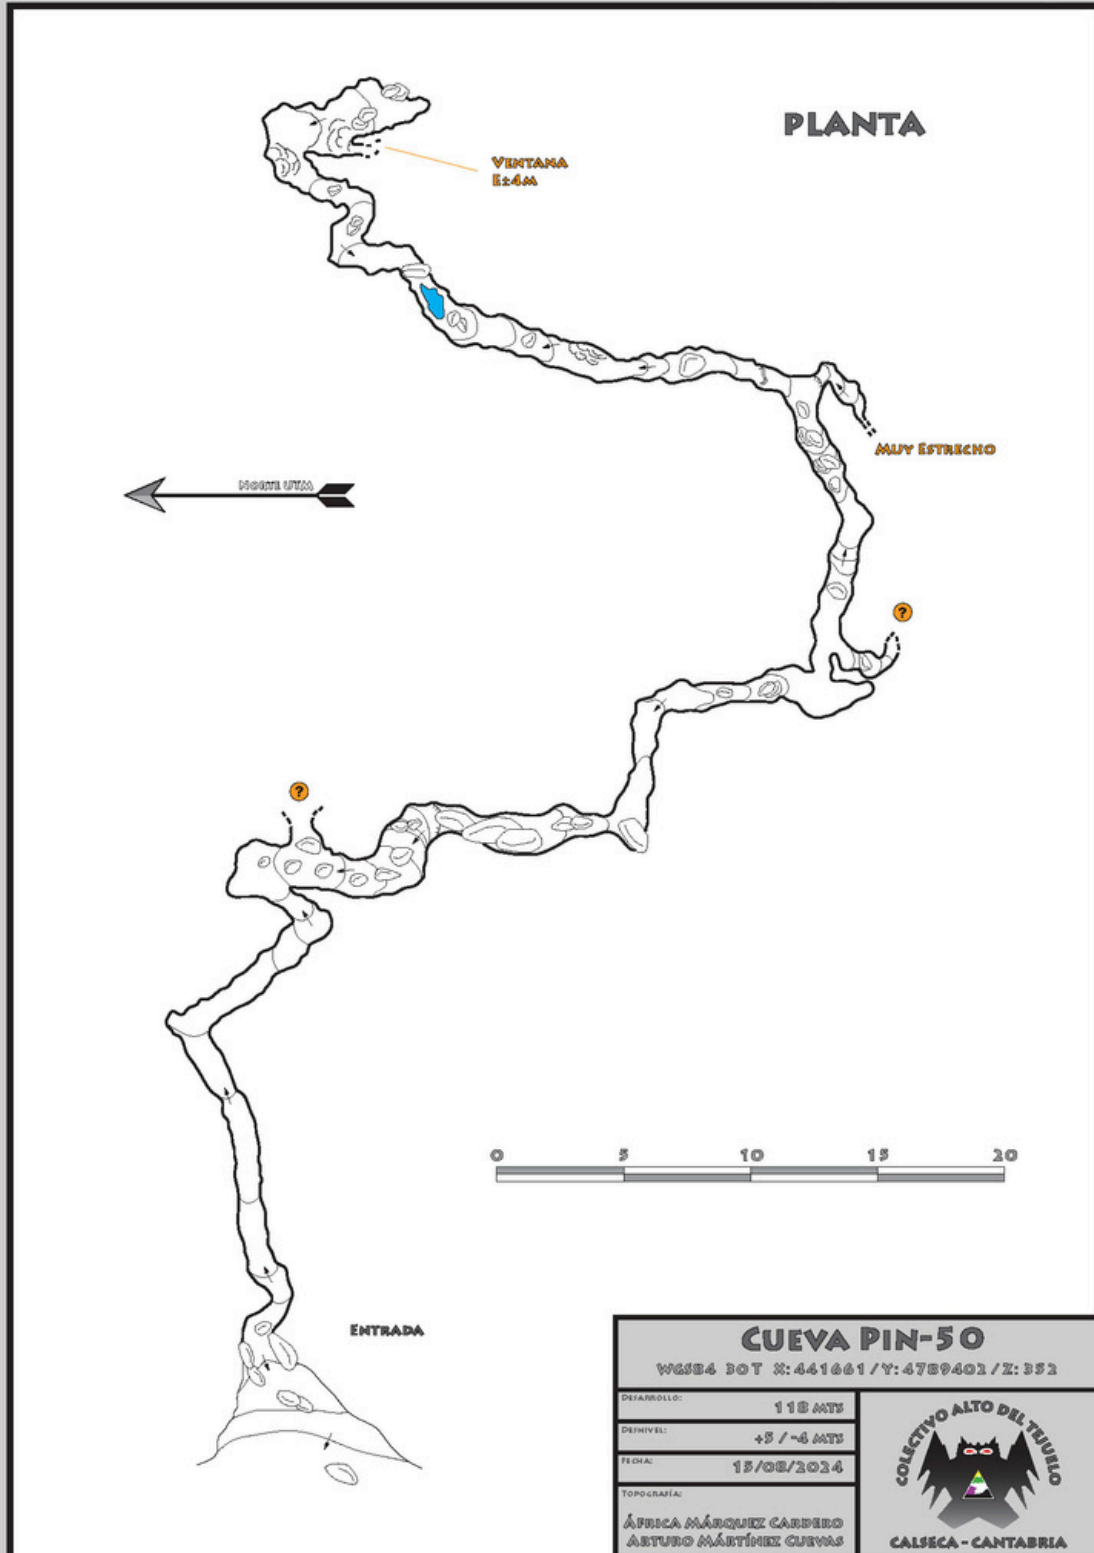 PLANTA
VENTANA
E±4M
NORTE UTM
MUY ESTRECHO
?
?
0 5 10 15 20
ENTRADA
CUEVA PIN-50
WGS84 30T X:441661/Y:4789402/Z:352
DESARROLLO:
118 MTS
DESNIVEL:
+5 / -4 MTS
FECHA:
15/08/2024
TOPOGRAFÍA:
ÁFRICA MÁRQUEZ CARDERO
ARTURO MÁRTÍNEZ CUEVAS
COLECTIVO ALTO DEL TEJUELO
CALSECA - CANTABRIA